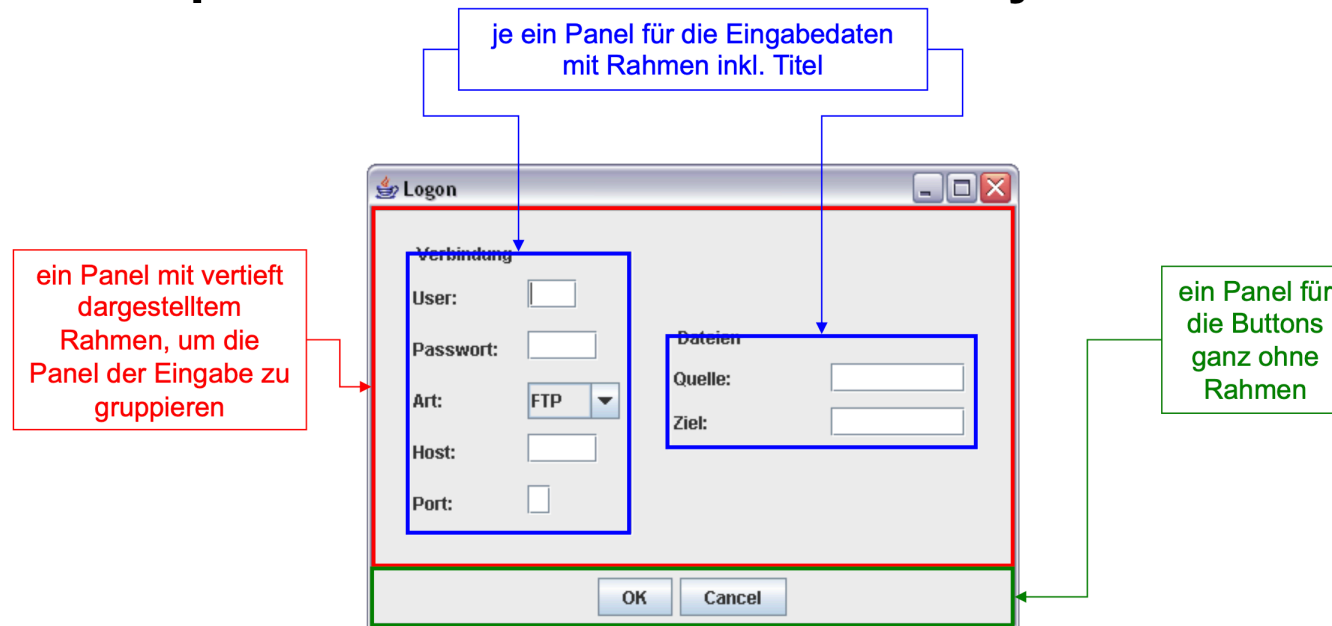 je ein Panel für die Eingabedaten
mit Rahmen inkl. Titel
Logon
ein Panel mit vertieft
dargestelltem
Rahmen, um die
Panel der Eingabe zu
gruppieren
Verbindung
User:
Passwort:
Art:
FTP
Host:
Port:
Dateien
Quelle:
Ziel:
ein Panel für
die Buttons
ganz ohne
Rahmen
OK
Cancel